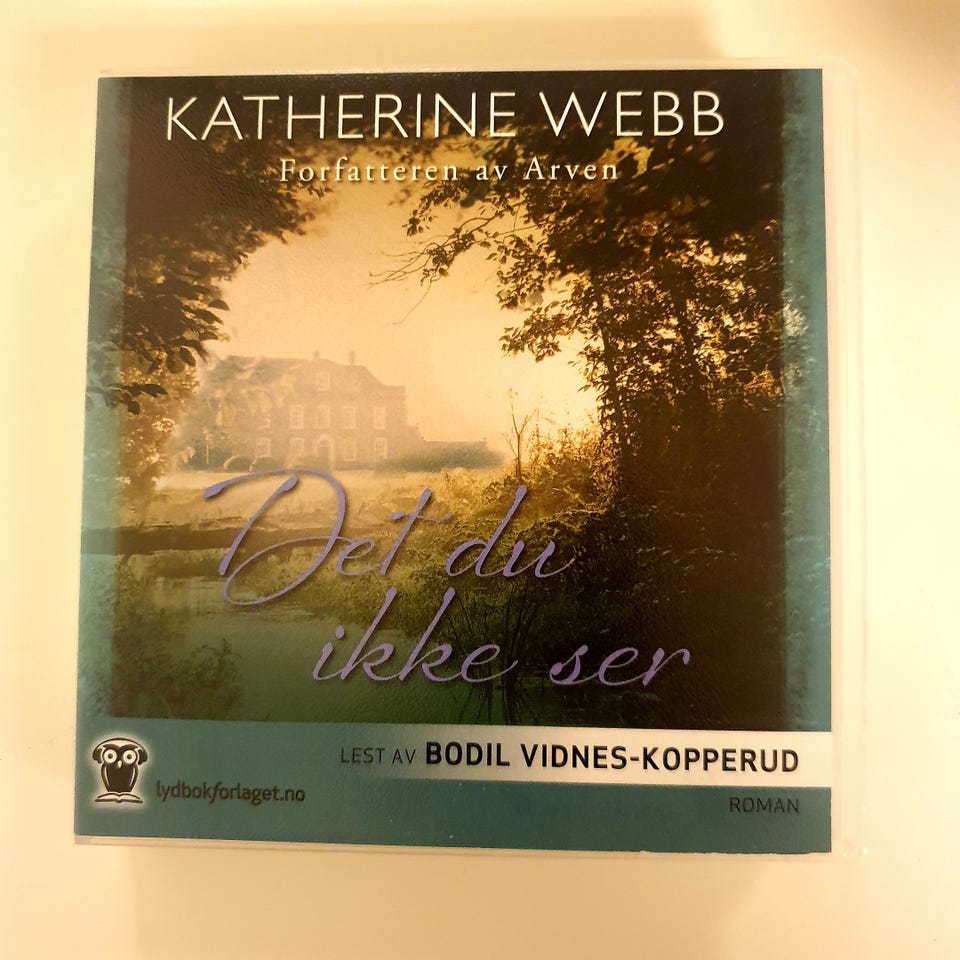 KATHERINE WEBB
Forfatteren av Arven
Det du
ikke ser
LEST AV BODIL VIDNES-KOPPERUD
lydbokforlaget.no
ROMAN